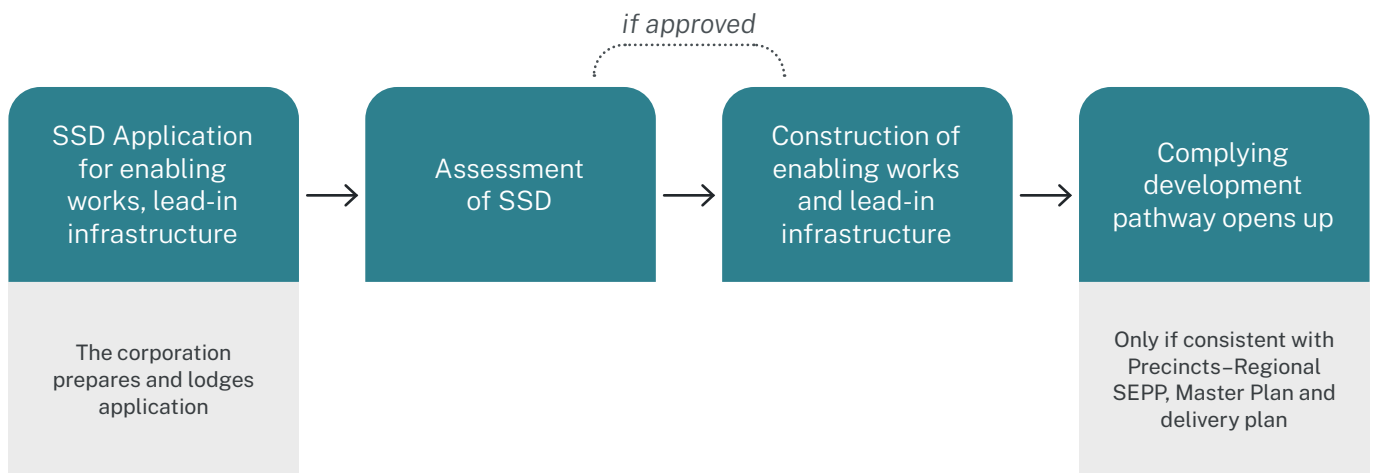 if approved
SSD Application
for enabling
works, lead-in
infrastructure
Assessment
of SSD
Construction of
enabling works
and lead-in
infrastructure
Complying
development
pathway opens up
The corporation
prepares and lodges
application
Only if consistent with
Precincts–Regional
SEPP, Master Plan and
delivery plan